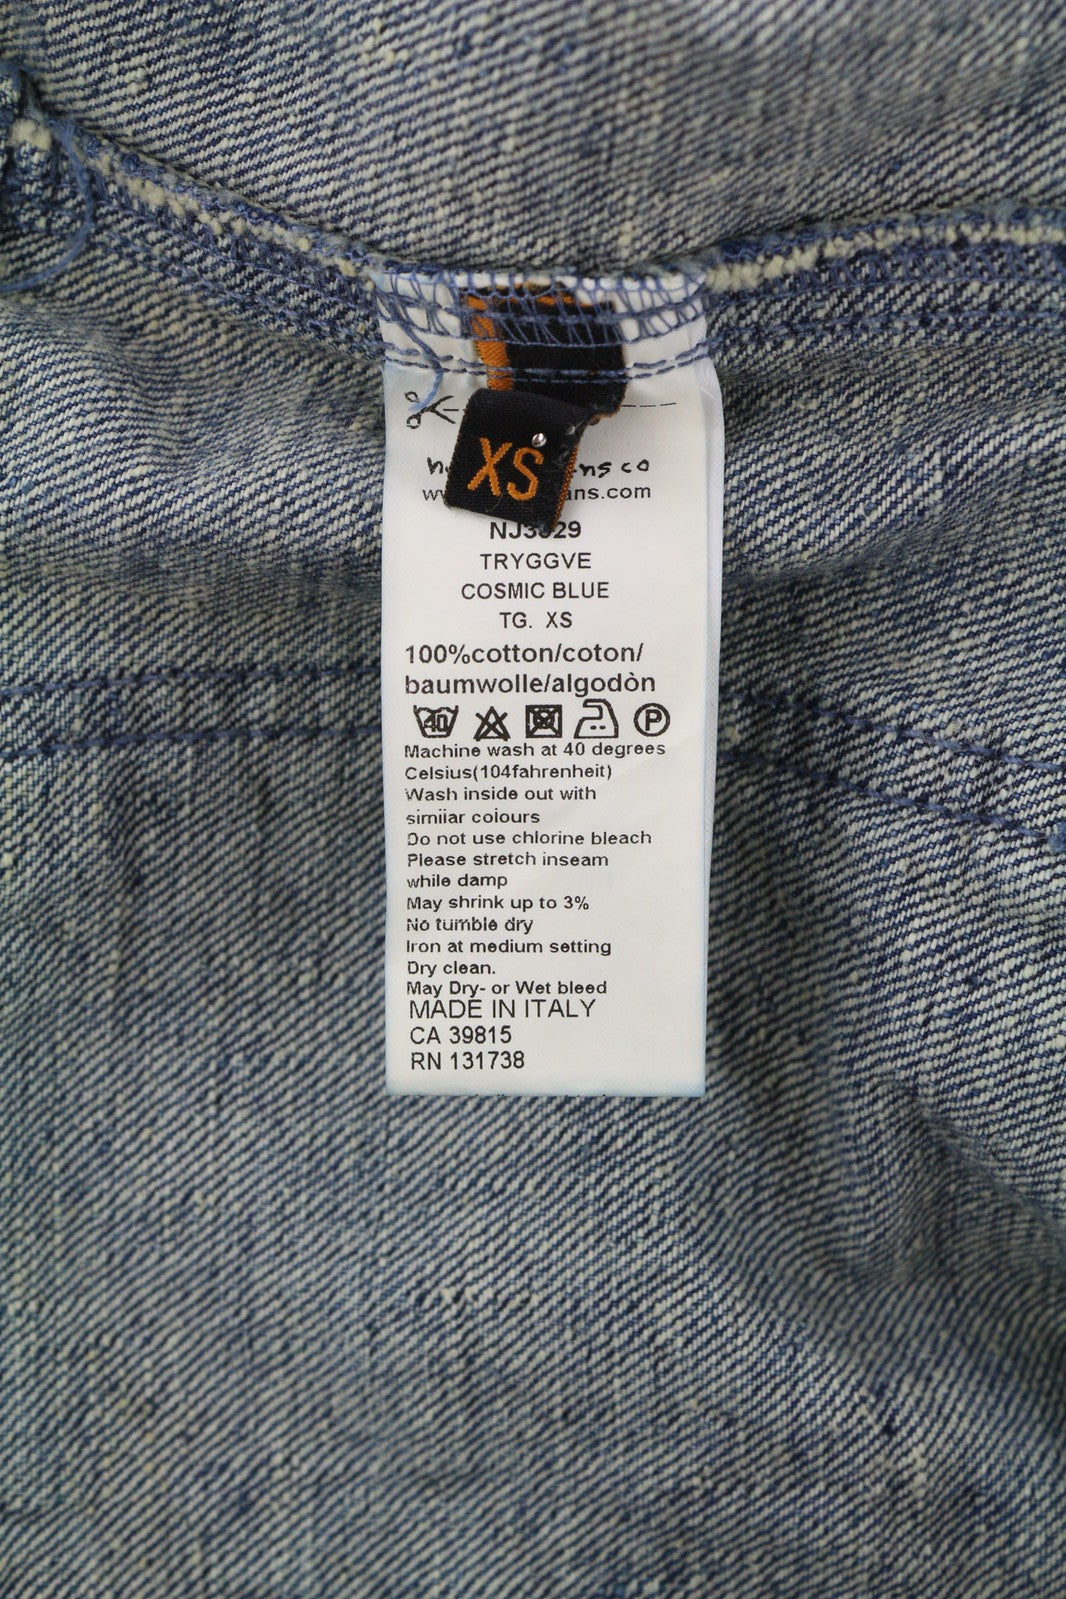 XS
co
TRYGGVE
COSMIC BLUE
TG. XS
100%cotton/coton/
baumwolle/algodòn
40 P
Machine wash at 40 degrees
Celsius(104fahrenheit)
Wash inside out with
simiiar colours
Do not use chlorine bleach
Please stretch inseam
while damp
May shrink up to 3%
No tumble dry
Iron at medium setting
Dry clean.
May Dry- or Wet bleed
MADE IN ITALY
CA 39815
RN 131738